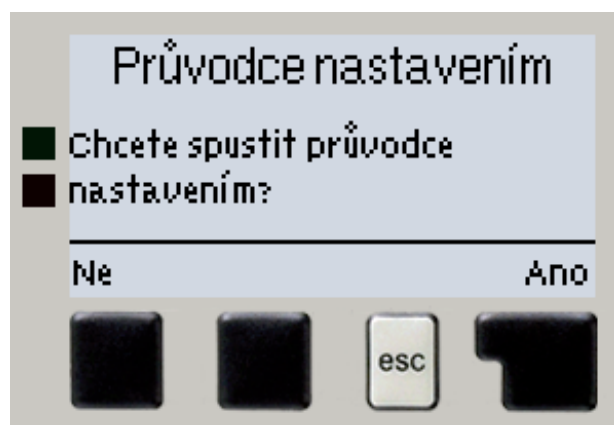 Průvodce nastavením
Chcete spustit průvodce
nastavením?
Ne Ano
esc